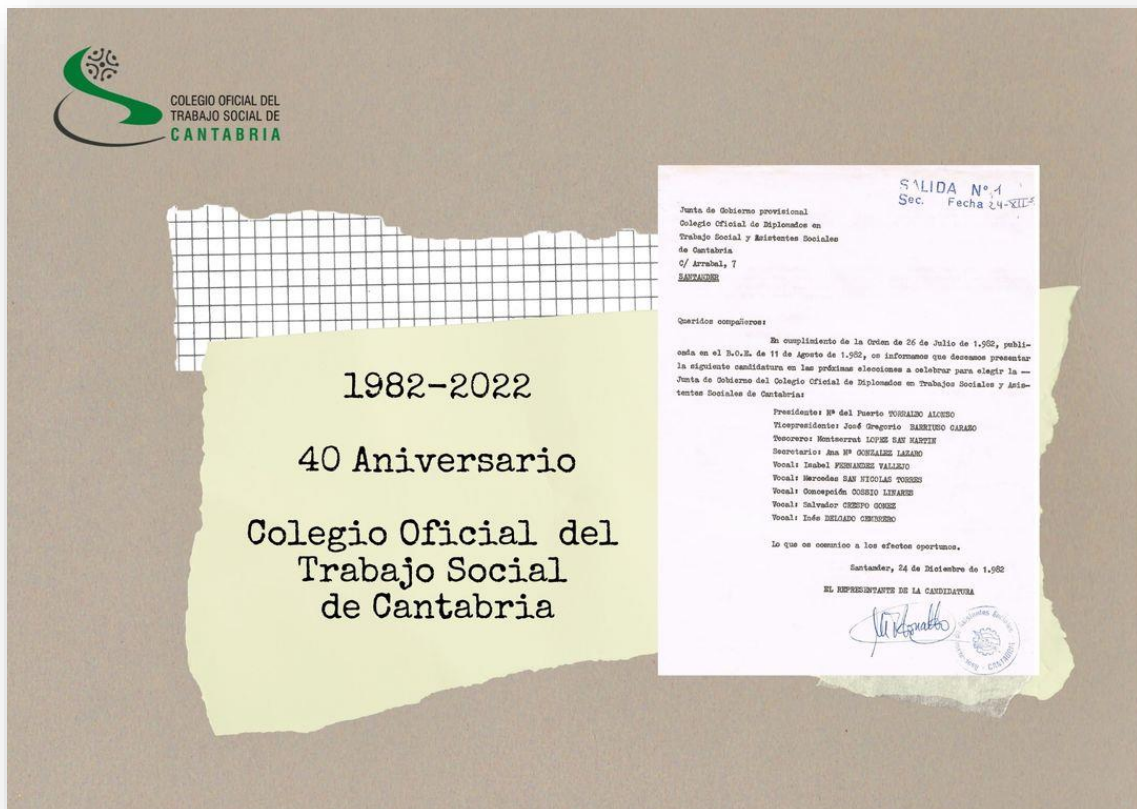 COLEGIO OFICIAL DEL
TRABAJO SOCIAL DE
CANTABRIA
1982-2022
40 Aniversario
Colegio Oficial del
Trabajo Social
de Cantabria
SALIDA Nº 1
Sec. Fecha 24-XII-
Junta de Gobierno provisional
Colegio Oficial de Diplomados en
Trabajo Social y Asistentes Sociales
de Cantabria
C/ Arrabal, 7
SANTANDER
Queridos compañeros:
En cumplimiento de la Orden de 26 de Julio de 1.982, publi-
cada en el B.O.E. de 11 de Agosto de 1.982, os informamos que deseamos presentar
la siguiente candidatura en las próximas elecciones a celebrar para elegir la —
Junta de Gobierno del Colegio Oficial de Diplomados en Trabajos Sociales y Asis-
tentes Sociales de Cantabria:
Presidente: Mª del Puerto TORRALBO ALONSO
Vicepresidente: José Gregorio BARRIUSO CARAZO
Tesorero: Montserrat LOPEZ SAN MARTIN
Secretario: Ana Mª GONZALEZ LAZARO
Vocal: Isabel FERNANDEZ VALLEJO
Vocal: Mercedes SAN NICOLAS TORRES
Vocal: Concepción COSSIO LINARES
Vocal: Salvador CRESPO GOMEZ
Vocal: Inés DELGADO CEMBRERO
Lo que os comunico a los efectos oportunos.
Santander, 24 de Diciembre de 1.982
EL REPRESENTANTE DE LA CANDIDATURA
Asistentes Sociales
CANTABRIA